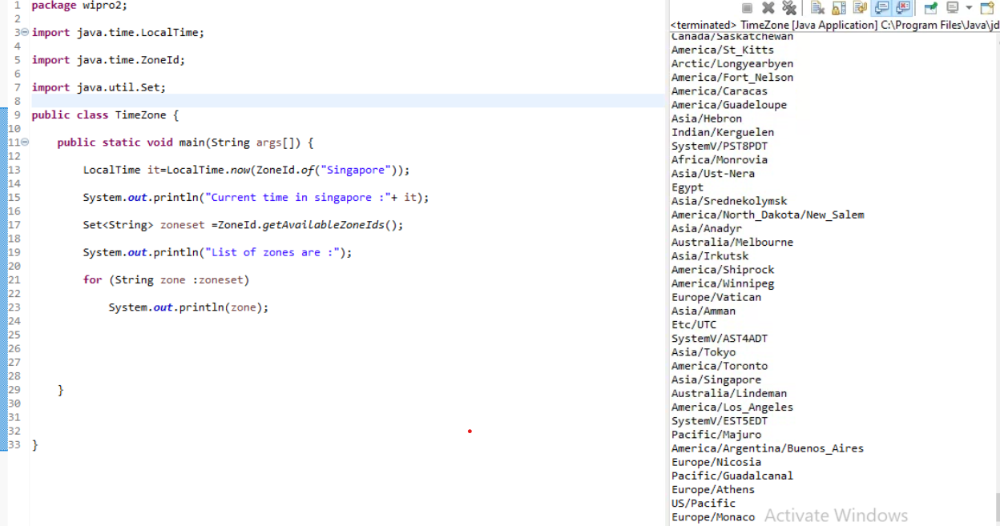 1 package wipro2;
2
3 import java.time.LocalTime;
4
5 import java.time.ZoneId;
6
7 import java.util.Set;
8
9 public class TimeZone {
10
11 public static void main(String args[]) {
12
13 LocalTime it=LocalTime.now(ZoneId.of("Singapore"));
14
15 System.out.println("Current time in singapore :"+ it);
16
17 Set<String> zoneset =ZoneId.getAvailableZoneIds();
18
19 System.out.println("List of zones are :");
20
21 for (String zone :zoneset)
22
23 System.out.println(zone);
24
25
26
27
28
29 }
30
31
32
33 }
<terminated> TimeZone [Java Application] C:\Program Files\Java\jd
Canada/Saskatchewan
America/St_Kitts
Arctic/Longyearbyen
America/Fort_Nelson
America/Caracas
America/Guadeloupe
Asia/Hebron
Indian/Kerguelen
SystemV/PST8PDT
Africa/Monrovia
Asia/Ust-Nera
Egypt
Asia/Srednekolymsk
America/North_Dakota/New_Salem
Asia/Anadyr
Australia/Melbourne
Asia/Irkutsk
America/Shiprock
America/Winnipeg
Europe/Vatican
Asia/Amman
Etc/UTC
SystemV/AST4ADT
Asia/Tokyo
America/Toronto
Asia/Singapore
Australia/Lindeman
America/Los_Angeles
SystemV/EST5EDT
Pacific/Majuro
America/Argentina/Buenos_Aires
Europe/Nicosia
Pacific/Guadalcanal
Europe/Athens
US/Pacific
Europe/Monaco
Activate Windows